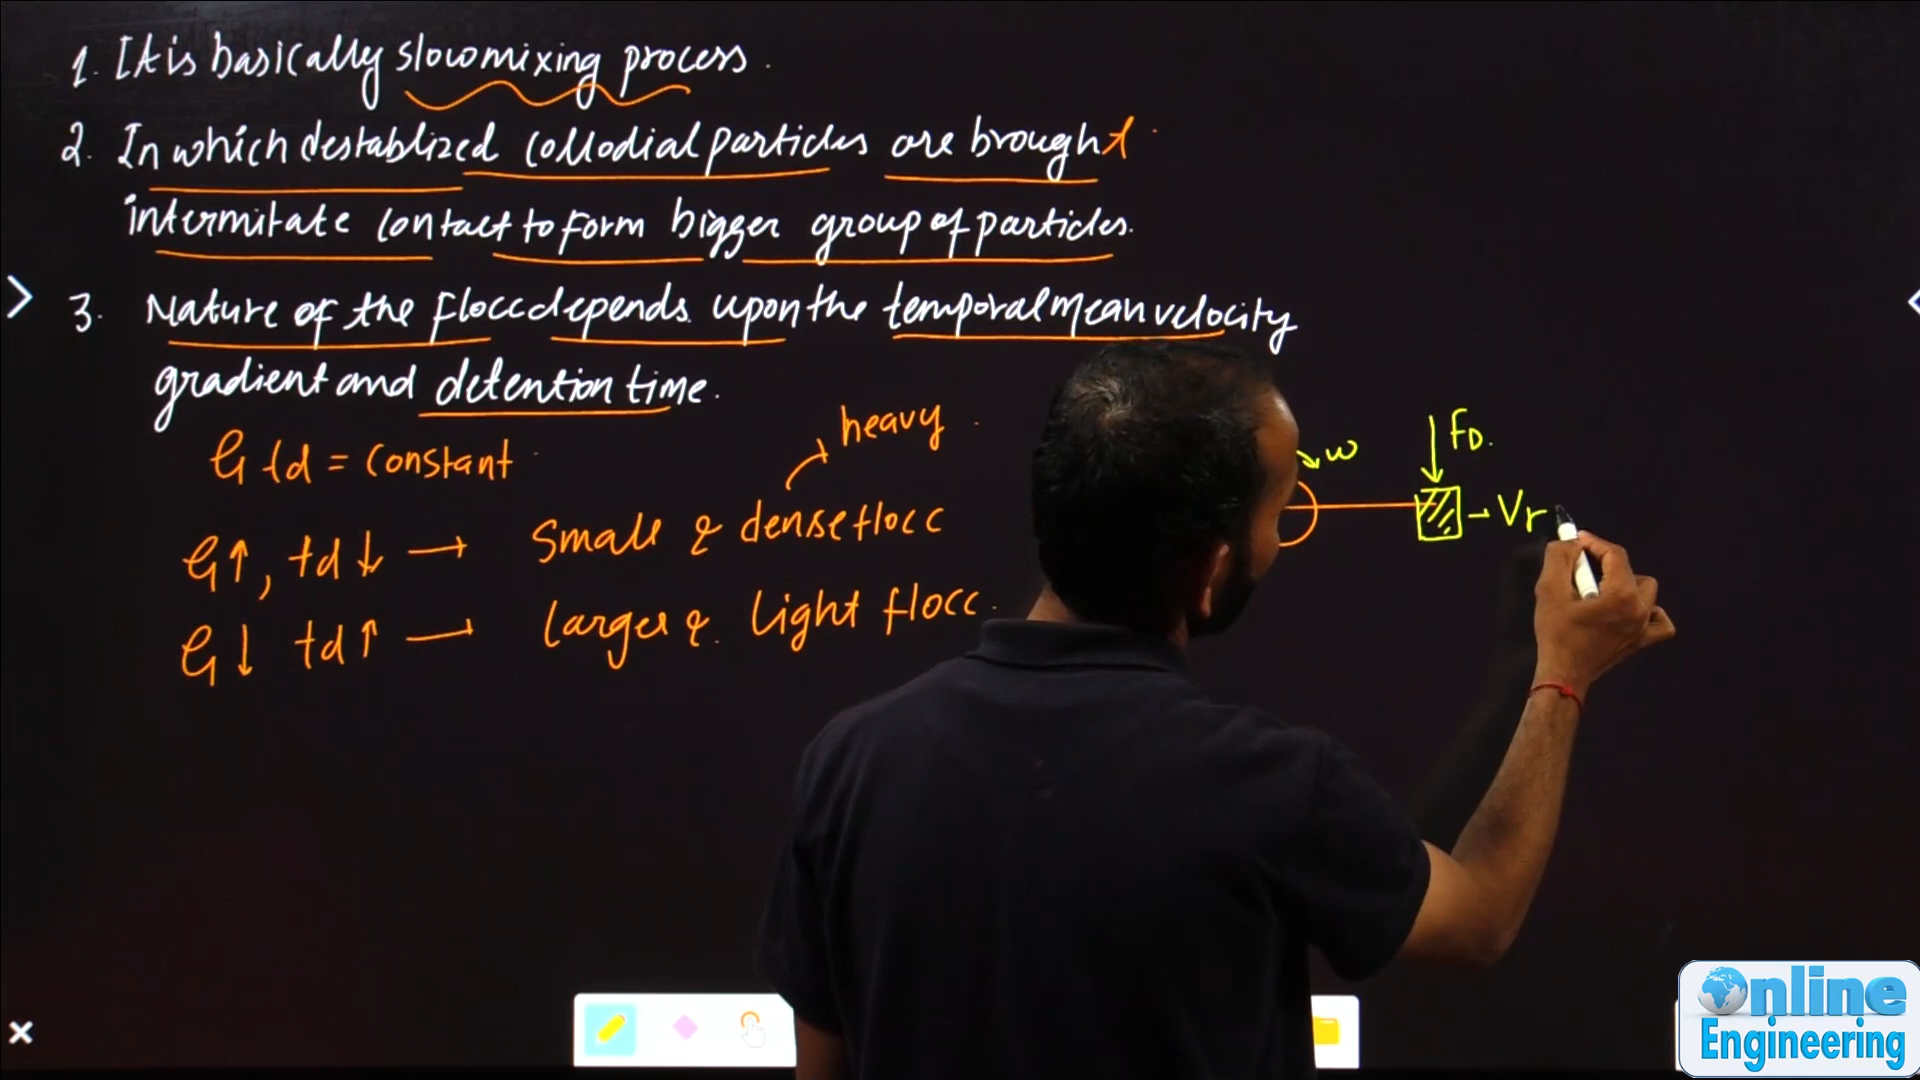 1. It is basically slowmixing process.
2. In which destablized collodial particles are brought
intermitate contact to form bigger group of particles.
3. Nature of the flocc depends upon the temporal mean velocity
gradient and detention time.
G td = constant
heavy
G↑, td↓ → small & dense flocc
G↓ td↑ → larger & light flocc.
ω
FD.
Vr
Online
Engineering